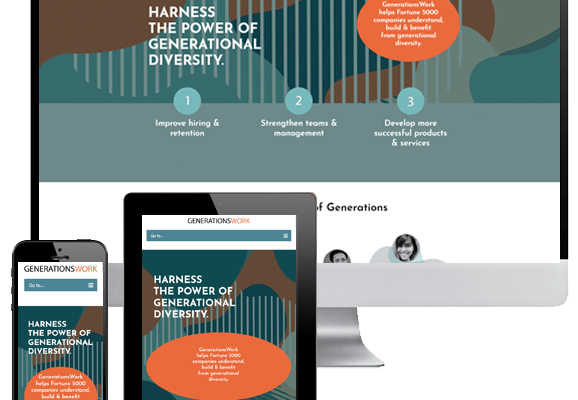 HARNESS
THE POWER OF
GENERATIONAL
DIVERSITY.
GenerationsWork
helps Fortune 5000
companies understand,
build & benefit
from generational
diversity.
1
Improve hiring &
retention
2
Strengthen teams &
management
3
Develop more
successful products
& services
of Generations
GENERATIONSWORK
Go to...
HARNESS
THE POWER OF
GENERATIONAL
DIVERSITY.
GenerationsWork
helps Fortune 5000
companies understand,
build & benefit
from generational
diversity.
GENERATIONSWORK
Go to...
HARNESS
THE POWER OF
GENERATIONAL
DIVERSITY.
GenerationsWork
helps Fortune 5000
companies understand,
build & benefit